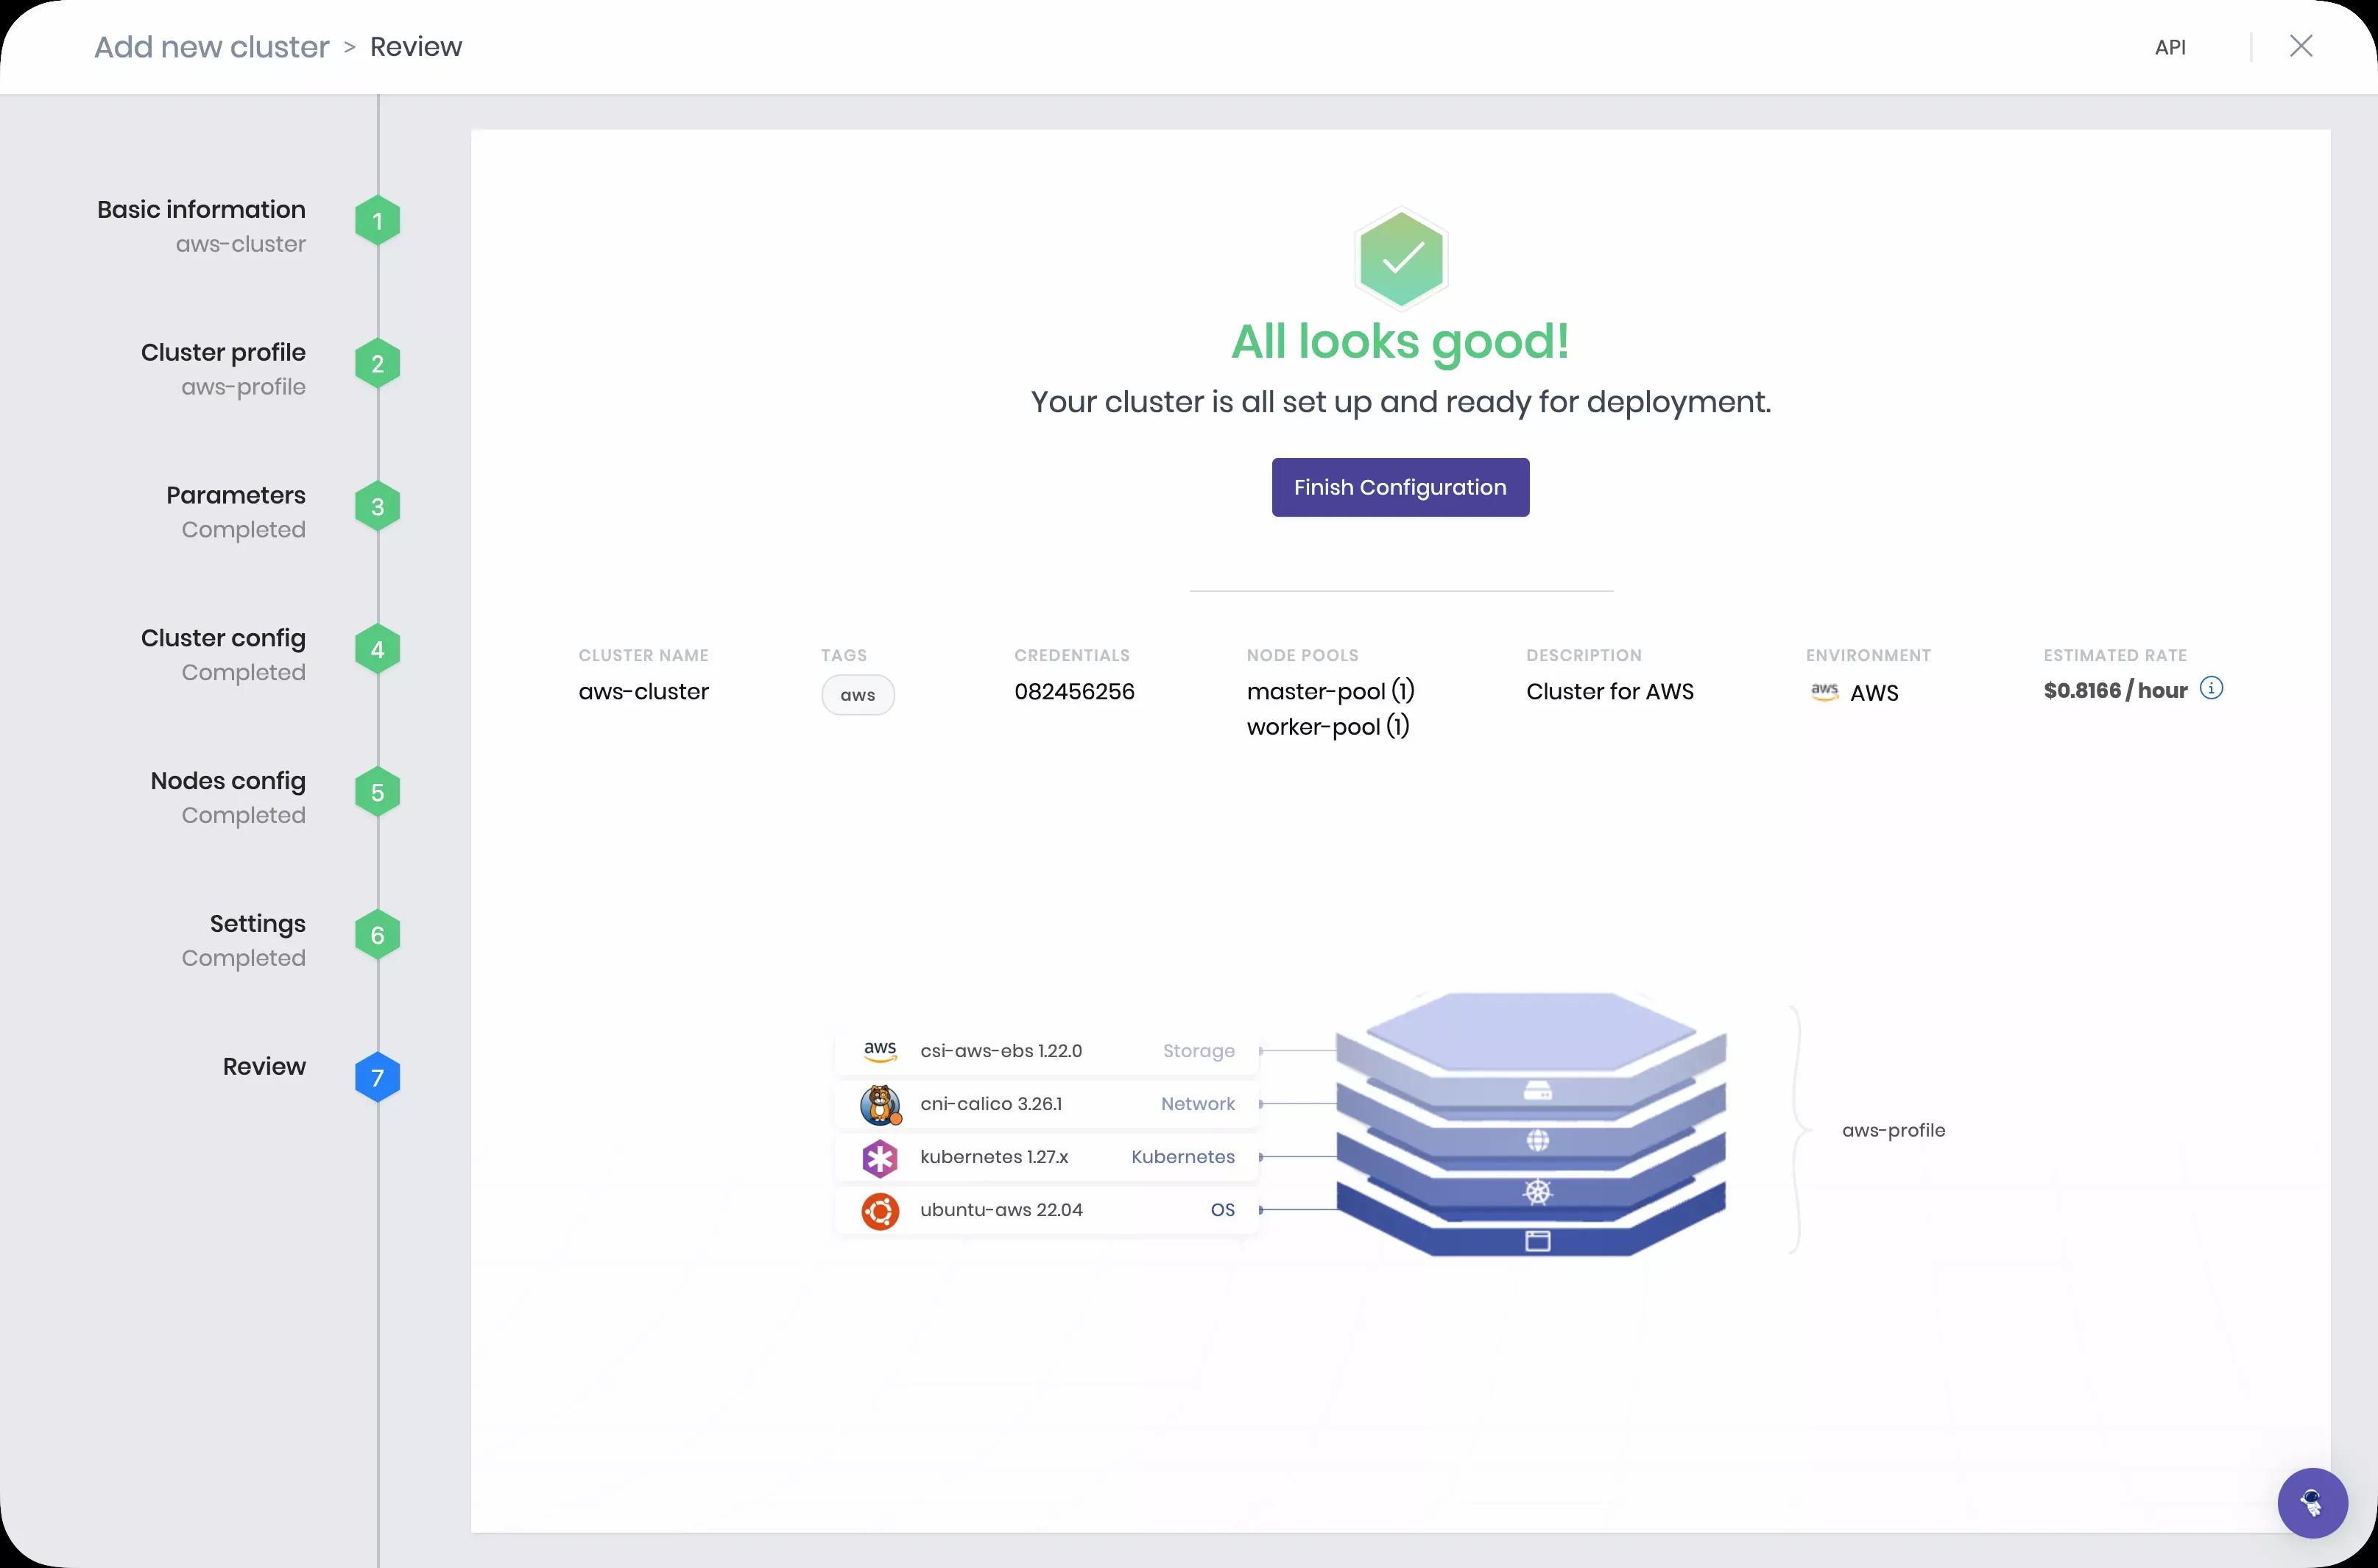 Add new cluster > Review
API
Basic information
aws-cluster
1
Cluster profile
aws-profile
2
Parameters
Completed
3
Cluster config
Completed
4
Nodes config
Completed
5
Settings
Completed
6
Review
7
All looks good!
Your cluster is all set up and ready for deployment.
Finish Configuration
CLUSTER NAME
aws-cluster
TAGS
aws
CREDENTIALS
082456256
NODE POOLS
master-pool (1)
worker-pool (1)
DESCRIPTION
Cluster for AWS
ENVIRONMENT
aws AWS
ESTIMATED RATE
$0.8166 / hour
aws csi-aws-ebs 1.22.0 Storage
cni-calico 3.26.1 Network
kubernetes 1.27.x Kubernetes
ubuntu-aws 22.04 OS
aws-profile